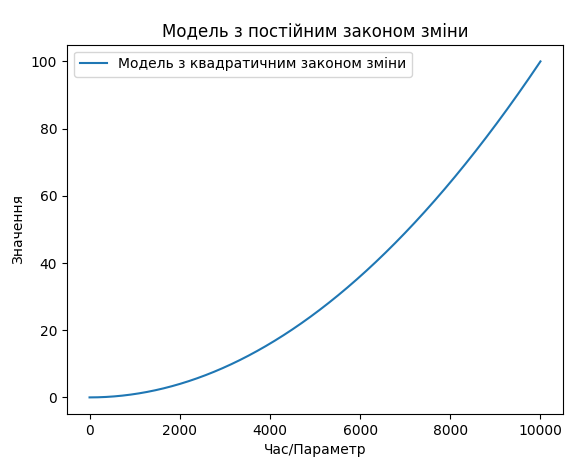 Модель з постійним законом зміни
Модель з квадратичним законом зміни
100
80
60
40
20
0
Значення
0 2000 4000 6000 8000 10000
Час/Параметр